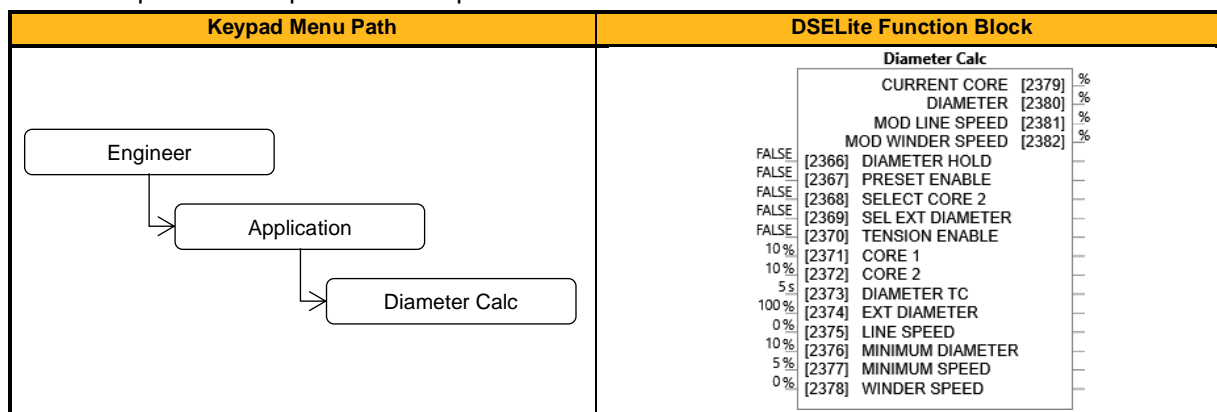 Keypad Menu Path
DSELite Function Block
Engineer
Application
Diameter Calc
Diameter Calc
CURRENT CORE [2379] %
DIAMETER [2380] %
MOD LINE SPEED [2381] %
MOD WINDER SPEED [2382] %
FALSE [2366] DIAMETER HOLD
FALSE [2367] PRESET ENABLE
FALSE [2368] SELECT CORE 2
FALSE [2369] SEL EXT DIAMETER
FALSE [2370] TENSION ENABLE
10% [2371] CORE 1
10% [2372] CORE 2
5s [2373] DIAMETER TC
100% [2374] EXT DIAMETER
0% [2375] LINE SPEED
10% [2376] MINIMUM DIAMETER
5% [2377] MINIMUM SPEED
0% [2378] WINDER SPEED